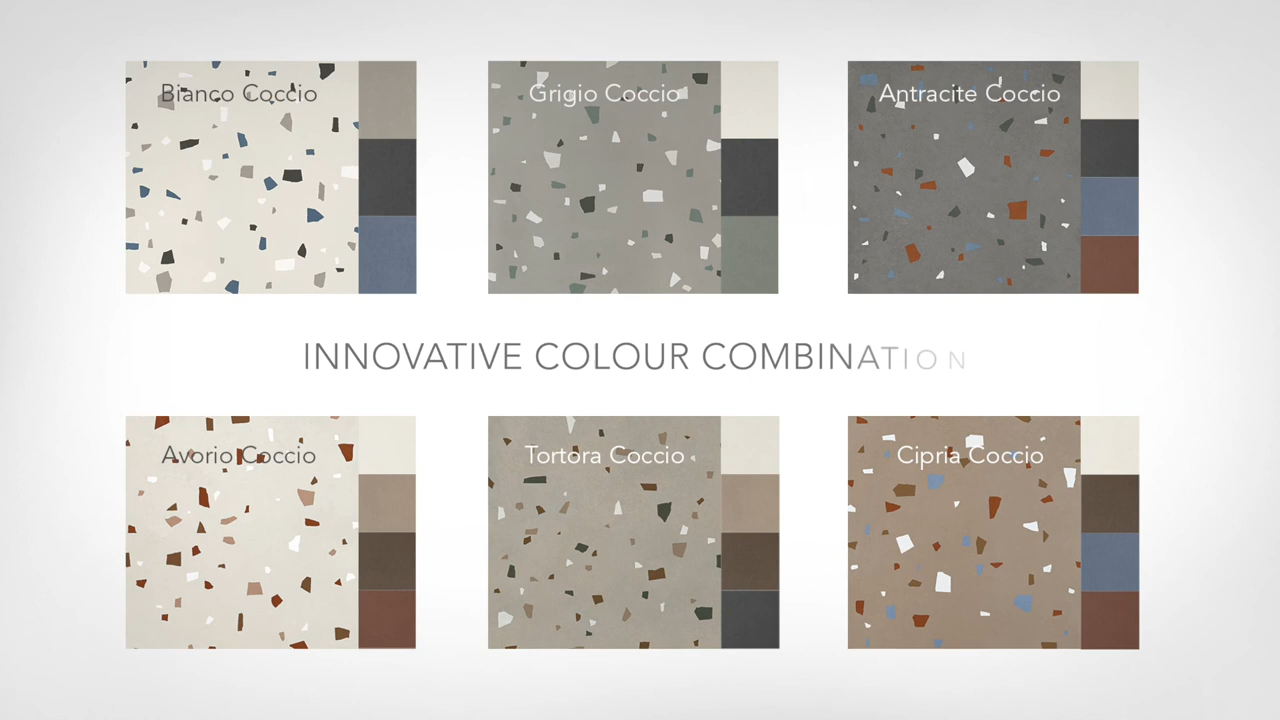 Bianco Coccio
Grigio Coccio
Antracite Coccio
INNOVATIVE COLOUR COMBINATION
Avorio Coccio
Tortora Coccio
Cipria Coccio